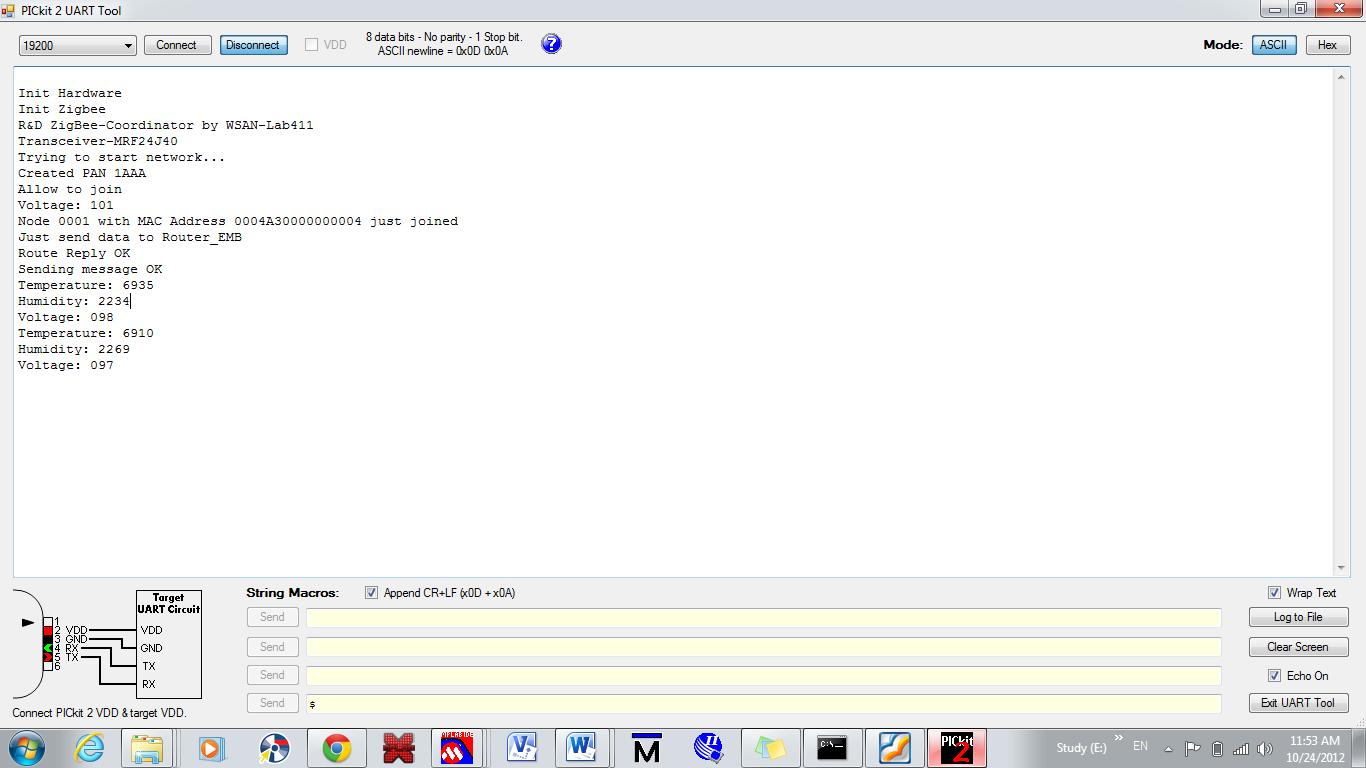 PICkit 2 UART Tool
19200 Connect Disconnect VDD 8 data bits - No parity - 1 Stop bit. ? Mode: ASCII Hex
ASCII newline = 0x0D 0x0A
Init Hardware
Init Zigbee
R&D ZigBee-Coordinator by WSAN-Lab411
Transceiver-MRF24J40
Trying to start network...
Created PAN 1AAA
Allow to join
Voltage: 101
Node 0001 with MAC Address 0004A30000000004 just joined
Just send data to Router_EMB
Route Reply OK
Sending message OK
Temperature: 6935
Humidity: 2234
Voltage: 098
Temperature: 6910
Humidity: 2269
Voltage: 097
Target
UART Circuit
1
2 VDD VDD
3 GND GND
4 RX TX
5 TX RX
6
Connect PICkit 2 VDD & target VDD.
String Macros: Append CR+LF (x0D + x0A) Wrap Text
Send Log to File
Send Clear Screen
Send Echo On
Send $ Exit UART Tool
MPLAB IDE V W M C:\ PICkit 2 Study (E:) » EN 11:53 AM
10/24/2012